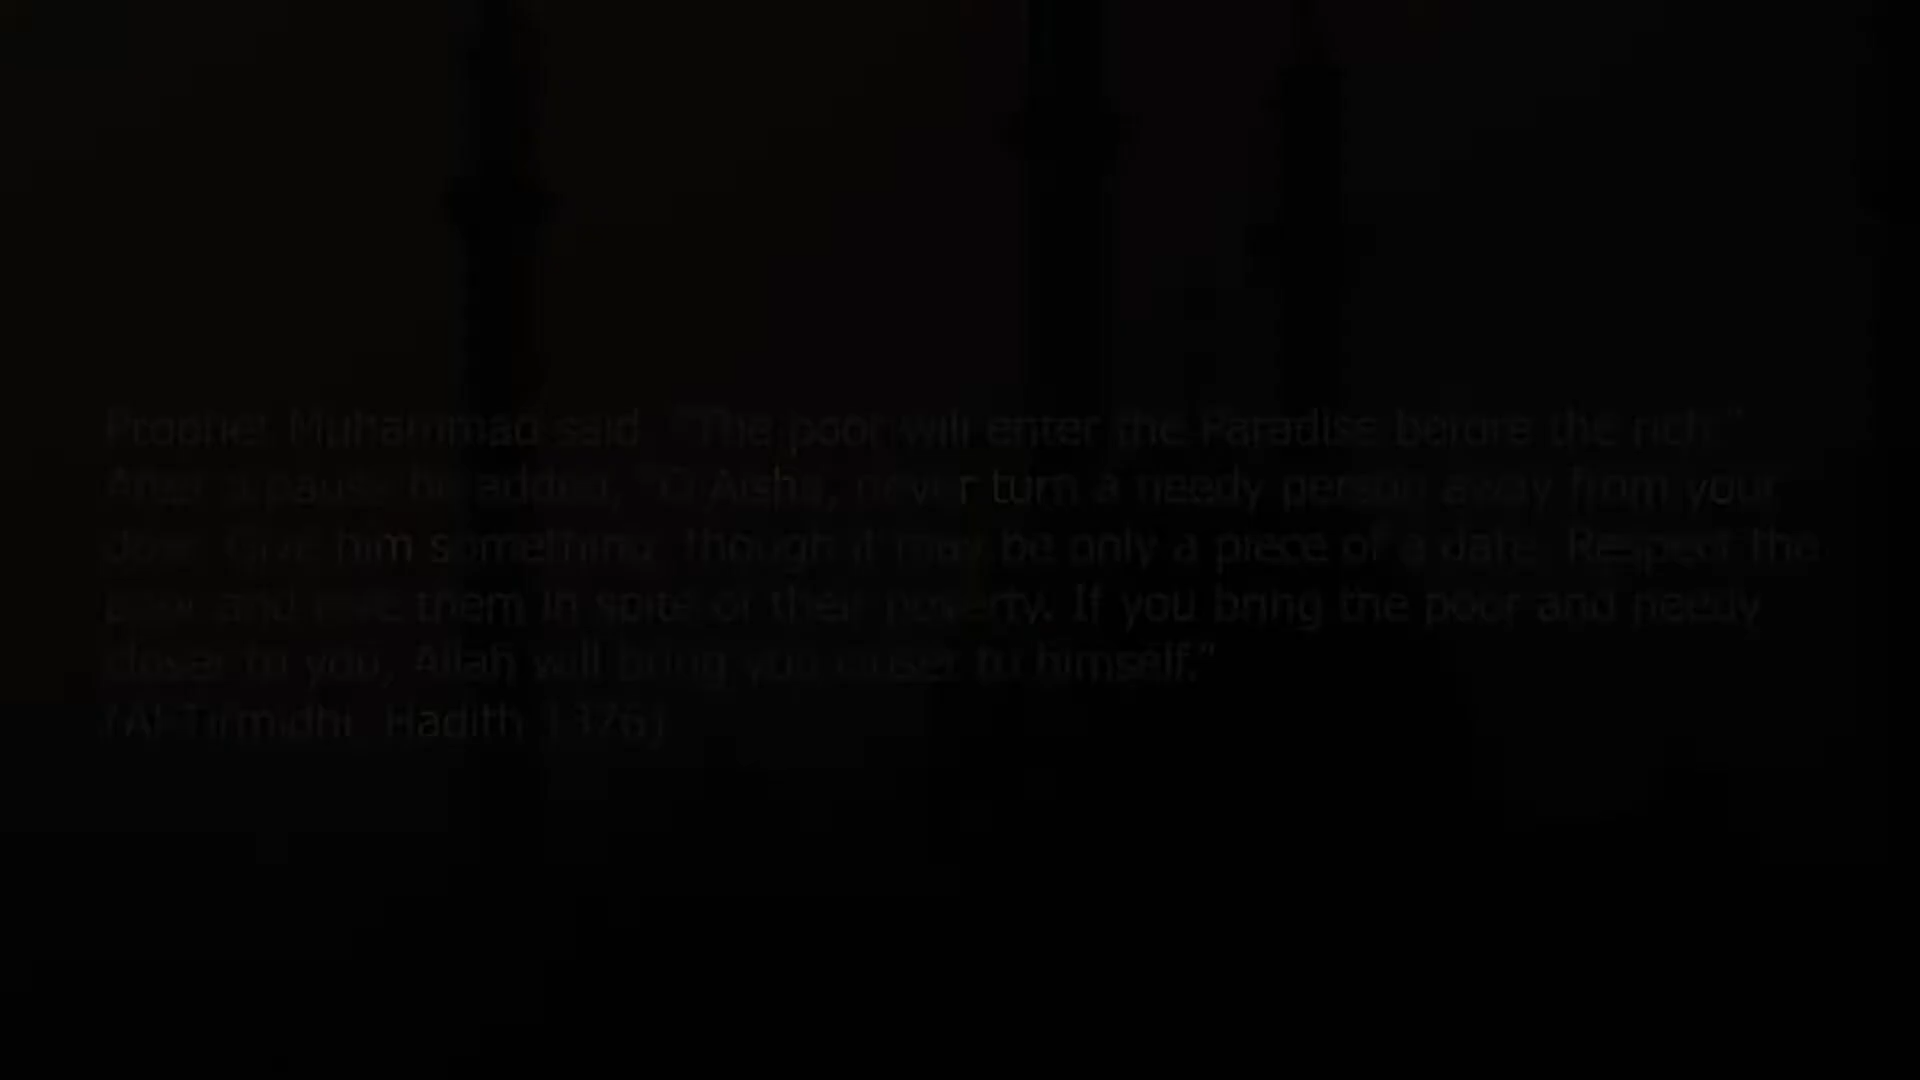 Prophet Muhammad said "The poor will enter the Paradise before the rich."
After a pause he added, "O Aisha, never turn a needy person away from your
door. Give him something, though it may be only a piece of a date. Respect the
poor and love them in spite of their poverty. If you bring the poor and needy
closer to you, Allah will bring you closer to himself."
(Al-Tirmidhi, Hadith 1376)